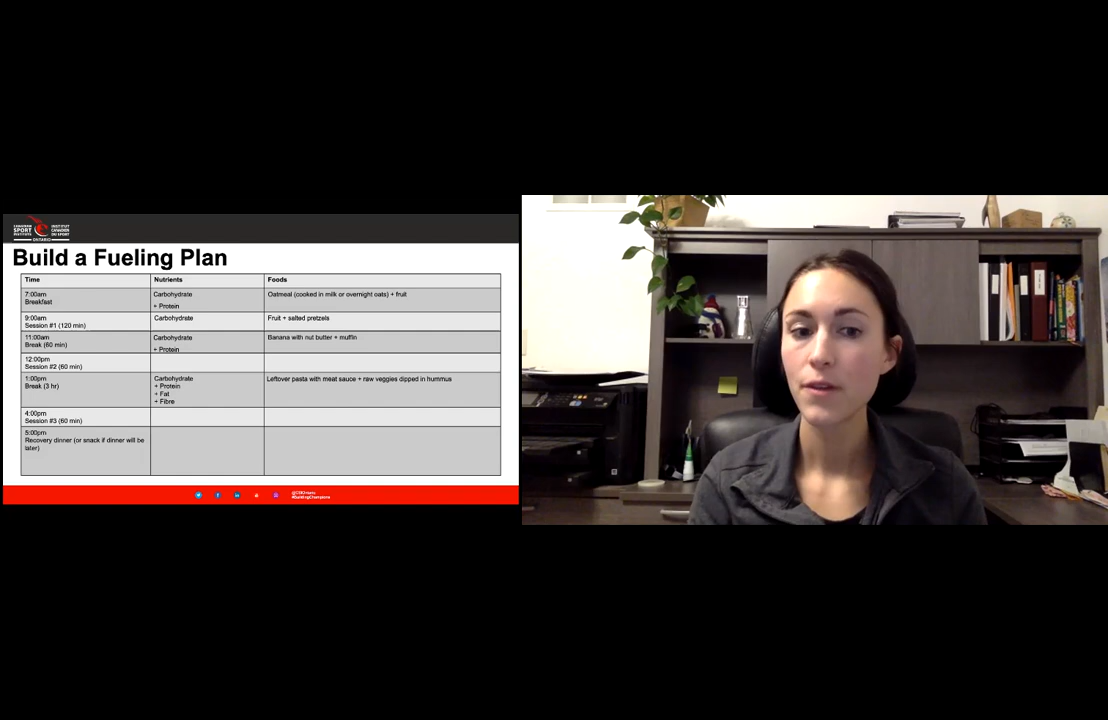 CANADIAN
SPORT
INSTITUTE
INSTITUT
CANADIEN
DU SPORT
ONTARIO
Build a Fueling Plan
Time Nutrients Foods
7:00am
Breakfast
Carbohydrate
+ Protein
Oatmeal (cooked in milk or overnight oats) + fruit
9:00am
Session #1 (120 min)
Carbohydrate
Fruit + salted pretzels
11:00am
Break (60 min)
Carbohydrate
+ Protein
Banana with nut butter + muffin
12:00pm
Session #2 (60 min)
1:00pm
Break (3 hr)
Carbohydrate
+ Protein
+ Fat
+ Fibre
Leftover pasta with meat sauce + raw veggies dipped in hummus
4:00pm
Session #3 (60 min)
5:00pm
Recovery dinner (or snack if dinner will be
later)
@CSIOntario
#BuildingChampions